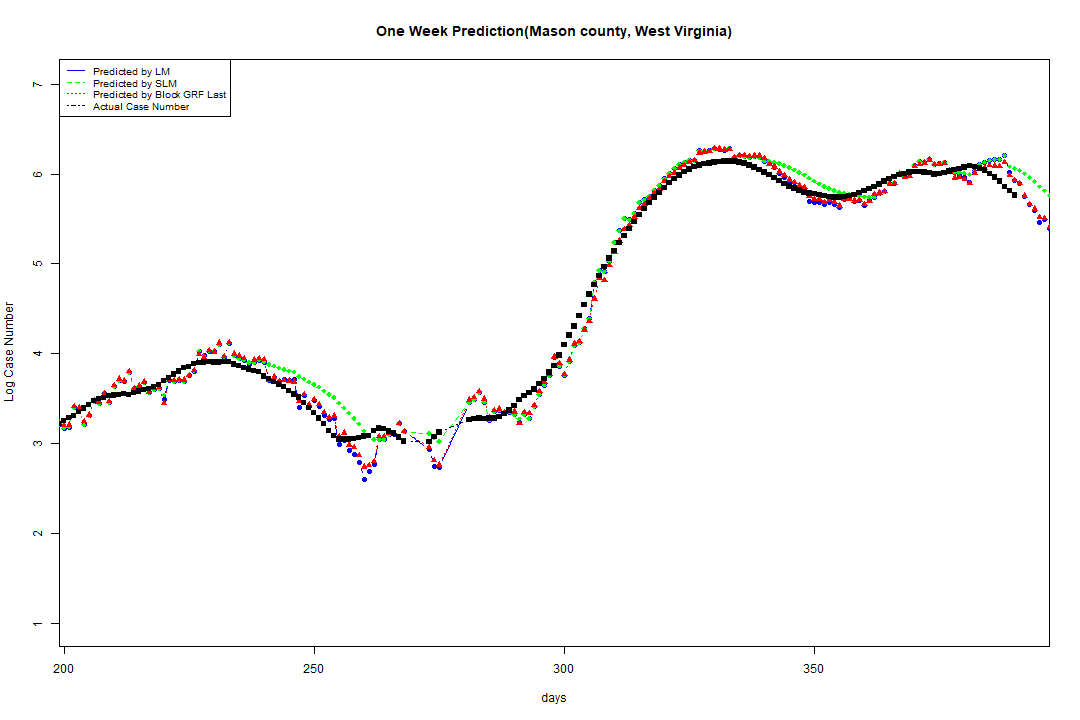 One Week Prediction(Mason county, West Virginia)
Predicted by LM
Predicted by SLM
Predicted by Block GRF Last
Actual Case Number
7
6
5
4
3
2
1
Log Case Number
200
250
300
350
days